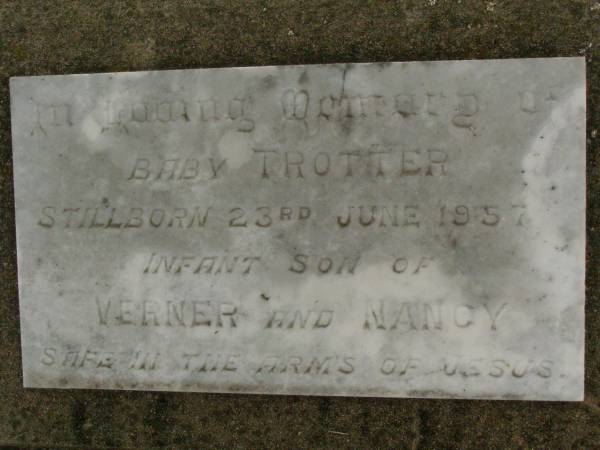 In Loving Memory of
BABY TROTTER
STILLBORN 23RD JUNE 1957
INFANT SON OF
VERNER AND NANCY
SAFE IN THE ARM'S OF JESUS.